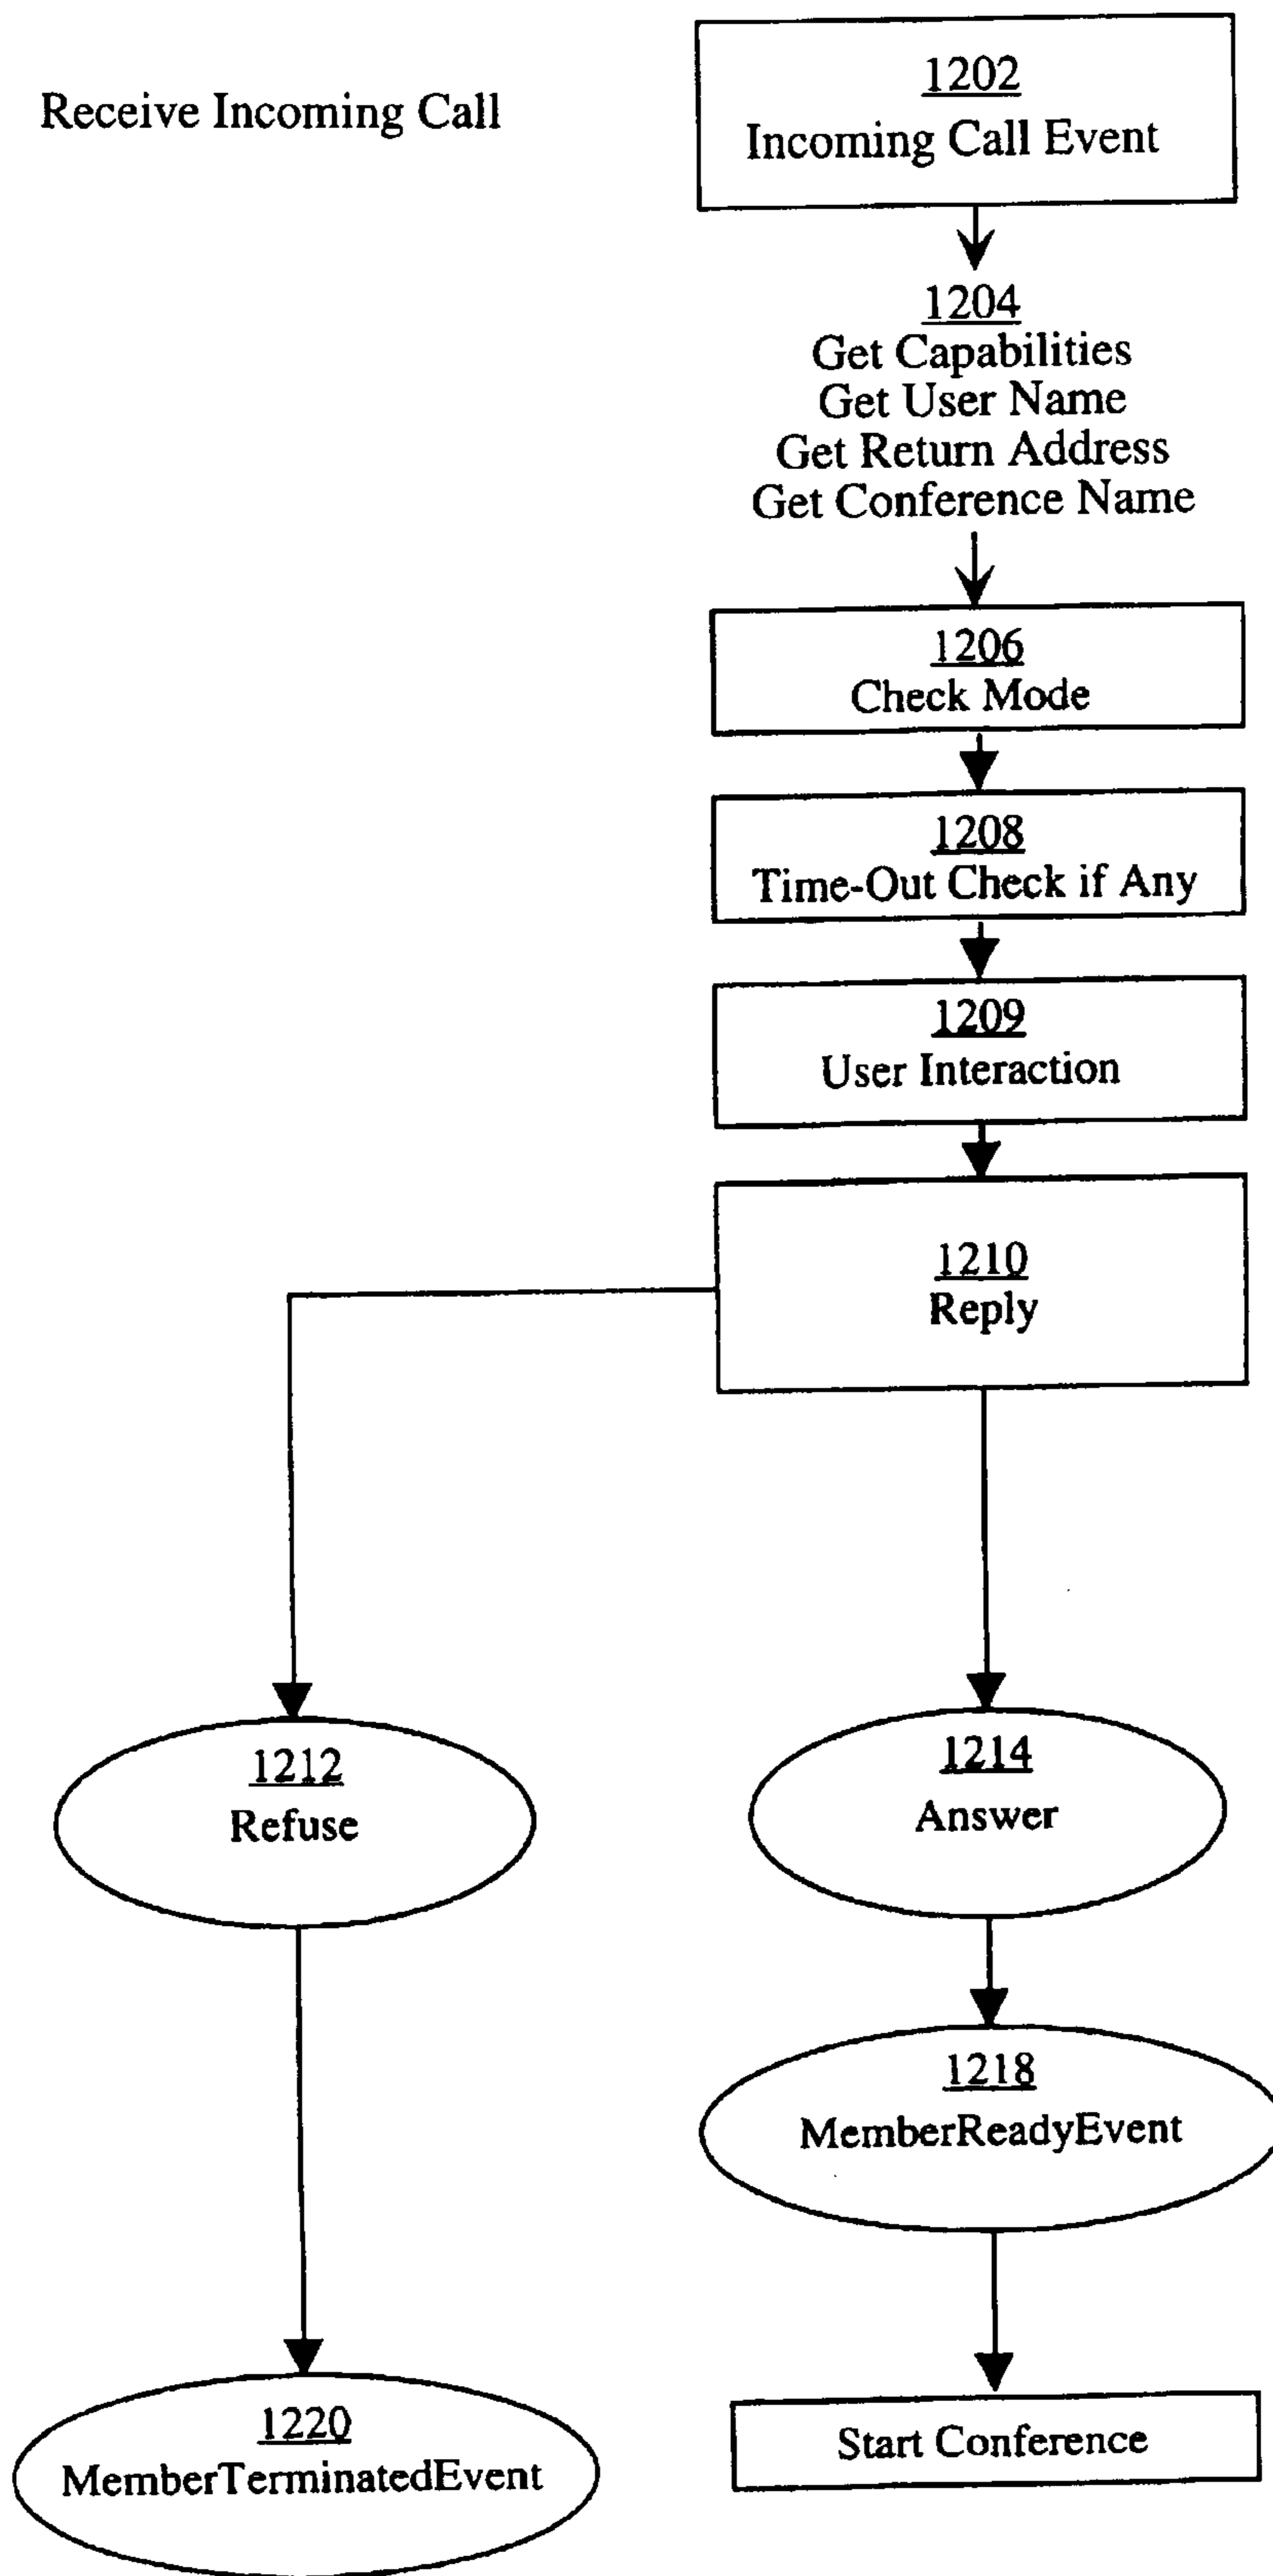 Receive Incoming Call
1202
Incoming Call Event
1204
Get Capabilities
Get User Name
Get Return Address
Get Conference Name
1206
Check Mode
1208
Time-Out Check if Any
1209
User Interaction
1210
Reply
1212
Refuse
1214
Answer
1218
MemberReadyEvent
1220
MemberTerminatedEvent
Start Conference